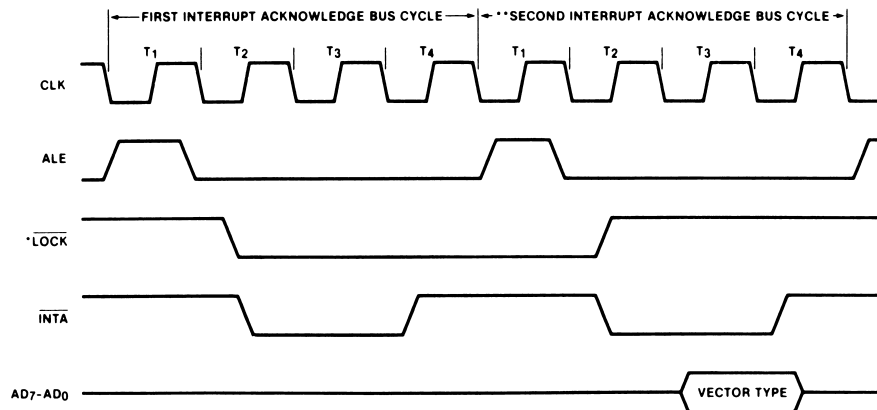 FIRST INTERRUPT ACKNOWLEDGE BUS CYCLE **SECOND INTERRUPT ACKNOWLEDGE BUS CYCLE
T1 T2 T3 T4 T1 T2 T3 T4
CLK
ALE
*LOCK
INTA
AD7-AD0 VECTOR TYPE